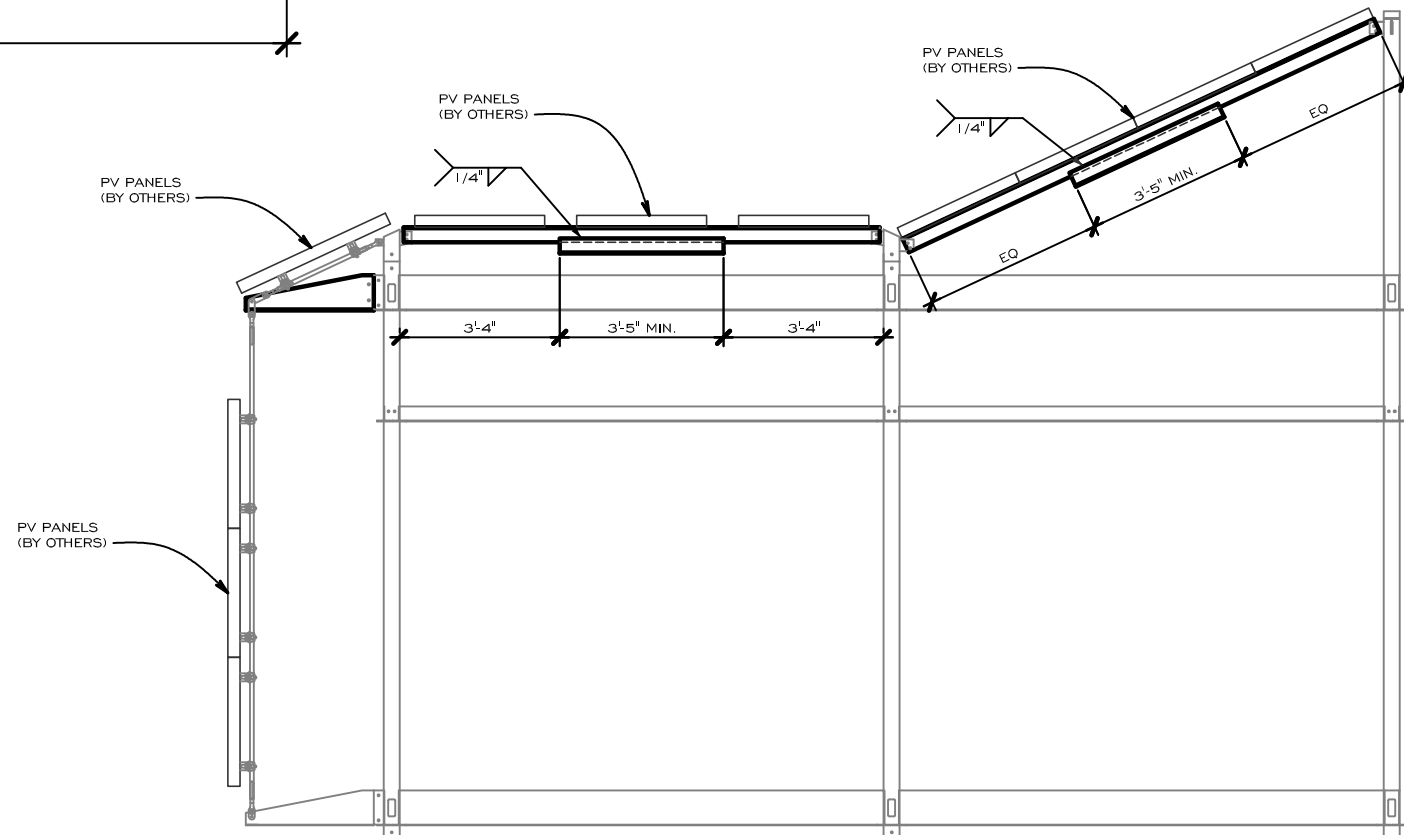 PV PANELS
(BY OTHERS)
1/4"
EQ
3'-5" MIN.
EQ
PV PANELS
(BY OTHERS)
1/4"
PV PANELS
(BY OTHERS)
3'-4"
3'-5" MIN.
3'-4"
PV PANELS
(BY OTHERS)